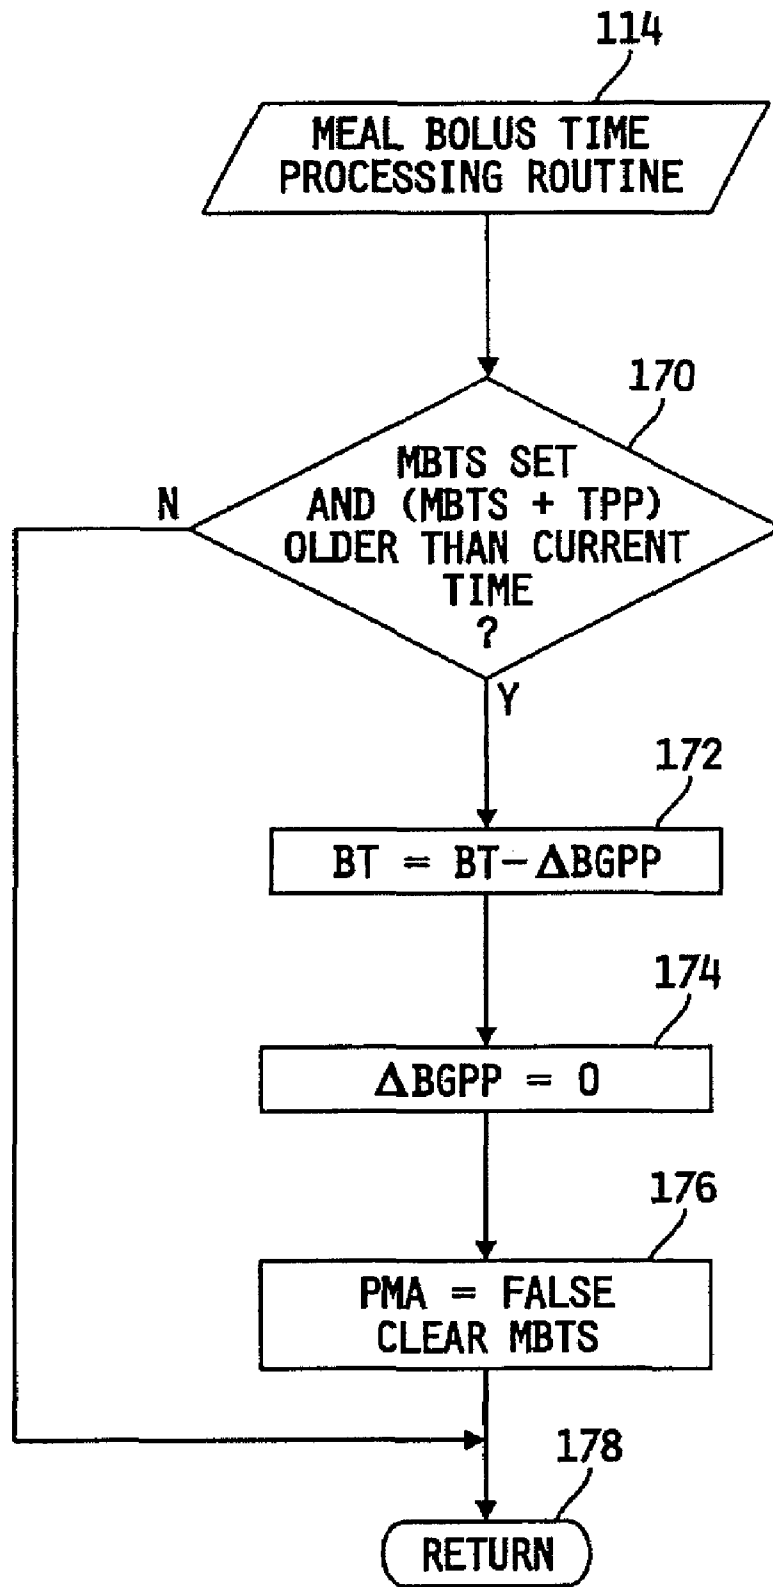 114
MEAL BOLUS TIME
PROCESSING ROUTINE
170
MBTS SET
AND (MBTS + TPP)
OLDER THAN CURRENT
TIME
?
N
Y
172
BT = BT-ΔBGPP
174
ΔBGPP = 0
176
PMA = FALSE
CLEAR MBTS
178
RETURN